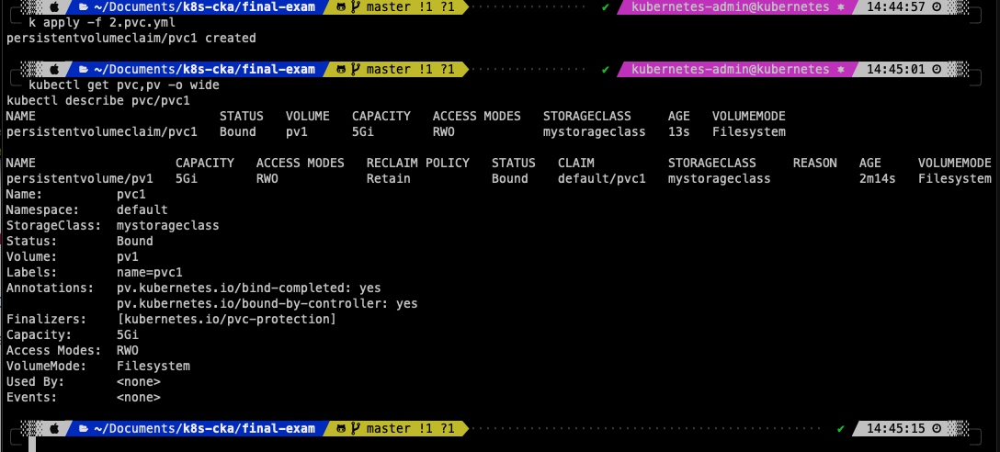 ~/Documents/k8s-cka/final-exam master !1 ?1 ✔ kubernetes-admin@kubernetes ⎈ 14:44:57
k apply -f 2.pvc.yml
persistentvolumeclaim/pvc1 created
~/Documents/k8s-cka/final-exam master !1 ?1 ✔ kubernetes-admin@kubernetes ⎈ 14:45:01
kubectl get pvc,pv -o wide
kubectl describe pvc/pvc1
NAME STATUS VOLUME CAPACITY ACCESS MODES STORAGECLASS AGE VOLUMEMODE
persistentvolumeclaim/pvc1 Bound pv1 5Gi RWO mystorageclass 13s Filesystem
NAME CAPACITY ACCESS MODES RECLAIM POLICY STATUS CLAIM STORAGECLASS REASON AGE VOLUMEMODE
persistentvolume/pv1 5Gi RWO Retain Bound default/pvc1 mystorageclass 2m14s Filesystem
Name: pvc1
Namespace: default
StorageClass: mystorageclass
Status: Bound
Volume: pv1
Labels: name=pvc1
Annotations: pv.kubernetes.io/bind-completed: yes
pv.kubernetes.io/bound-by-controller: yes
Finalizers: [kubernetes.io/pvc-protection]
Capacity: 5Gi
Access Modes: RWO
VolumeMode: Filesystem
Used By: <none>
Events: <none>
~/Documents/k8s-cka/final-exam master !1 ?1 ✔ 14:45:15